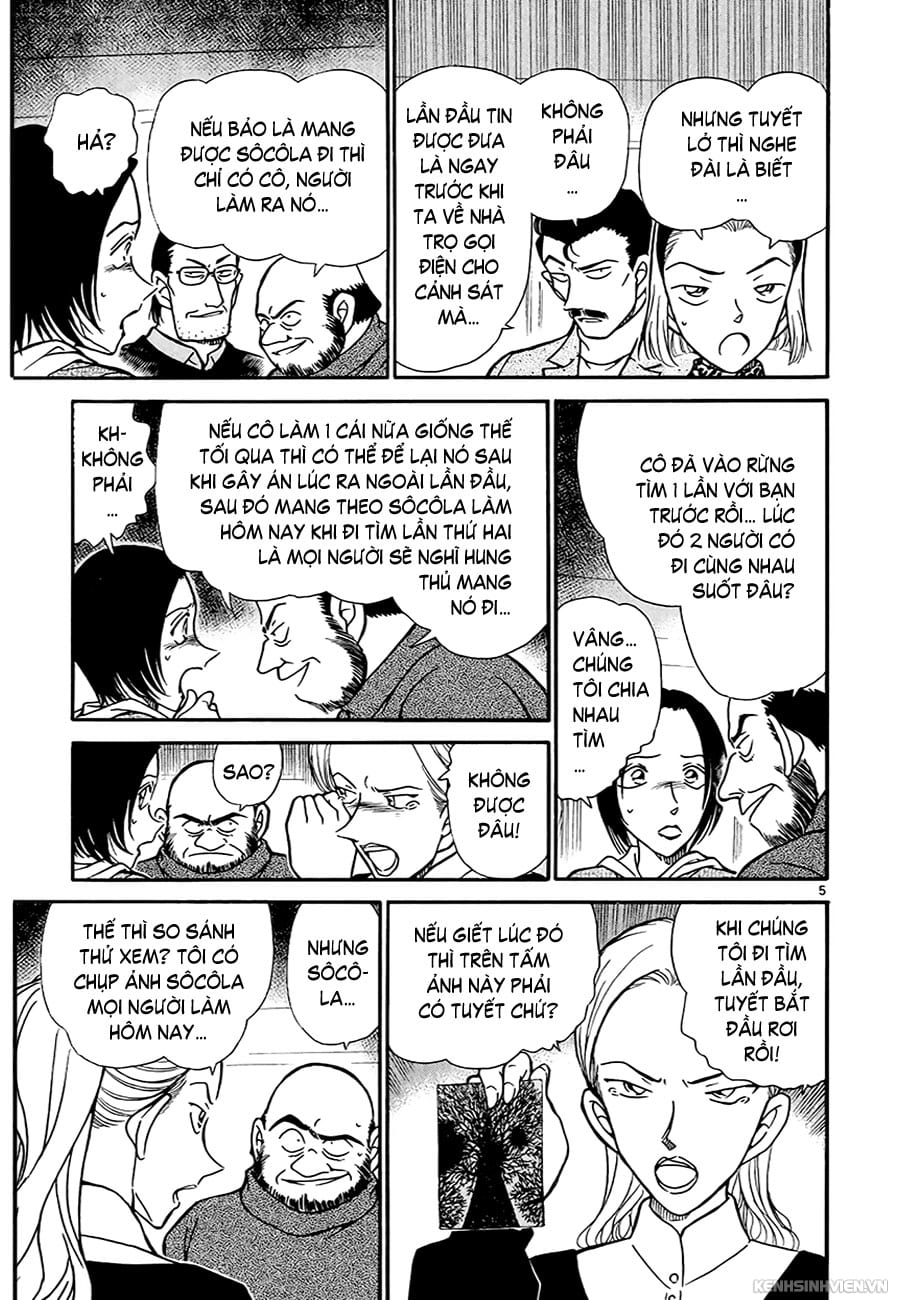 NHƯNG TUYẾT
LỞ THÌ NGHE
ĐÀI LÀ BIẾT
...
KHÔNG
PHẢI
ĐÂU
...
LẦN ĐẦU TIN
ĐƯỢC ĐƯA
LÀ NGAY
TRƯỚC KHI
TA VỀ NHÀ
TRỌ GỌI
ĐIỆN CHO
CẢNH SÁT
MÀ...
NẾU BẢO LÀ MANG
ĐƯỢC SÔCÔLA ĐI THÌ
CHỈ CÓ CÔ, NGƯỜI
LÀM RA NÓ...
HẢ?
CÔ ĐÃ VÀO RỪNG
TÌM 1 LẦN VỚI BẠN
TRƯỚC RỒI... LÚC
ĐÓ 2 NGƯỜI CÓ
ĐI CÙNG NHAU
SUỐT ĐÂU?
VÂNG...
CHÚNG
TÔI CHIA
NHAU
TÌM
...
NẾU CÔ LÀM 1 CÁI NỮA GIỐNG THẾ
TỐI QUA THÌ CÓ THỂ ĐỂ LẠI NÓ SAU
KHI GÂY ÁN LÚC RA NGOÀI LẦN ĐẦU,
SAU ĐÓ MANG THEO SÔCÔLA LÀM
HÔM NAY KHI ĐI TÌM LẦN THỨ HAI
LÀ MỌI NGƯỜI SẼ NGHĨ HUNG
THỦ MANG
NÓ ĐI...
KH-
KHÔNG
PHẢI
...
KHÔNG
ĐƯỢC
ĐÂU!
SAO?
5
KHI CHÚNG
TÔI ĐI TÌM
LẦN ĐẦU,
TUYẾT BẮT
ĐẦU RƠI
RỒI!
NẾU GIẾT LÚC ĐÓ
THÌ TRÊN TẤM
ẢNH NÀY PHẢI
CÓ TUYẾT CHỨ?
NHƯNG
SÔCÔ-
LA...
THẾ THÌ SO SÁNH
THỬ XEM? TÔI CÓ
CHỤP ẢNH SÔCÔLA
MỌI NGƯỜI LÀM
HÔM NAY...
KENHSINHVIEN.VN